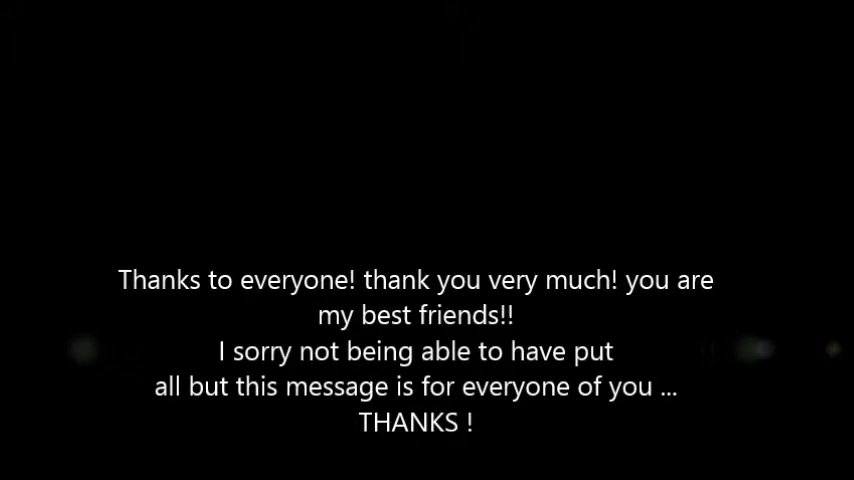 Thanks to everyone! thank you very much! you are
my best friends!!
I sorry not being able to have put
all but this message is for everyone of you ...
THANKS !